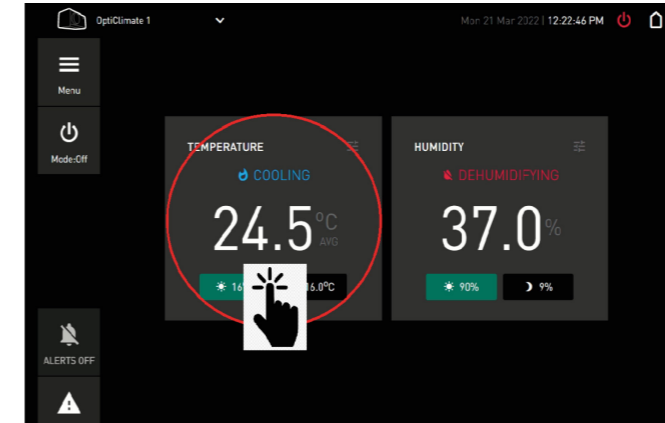 OptiClimate 1
Mon 21 Mar 2022 | 12:22:46 PM
Menu
Mode:Off
TEMPERATURE
COOLING
24.5°C
AVG
16.0°C
HUMIDITY
DEHUMIDIFYING
37.0%
90% 9%
ALERTS OFF